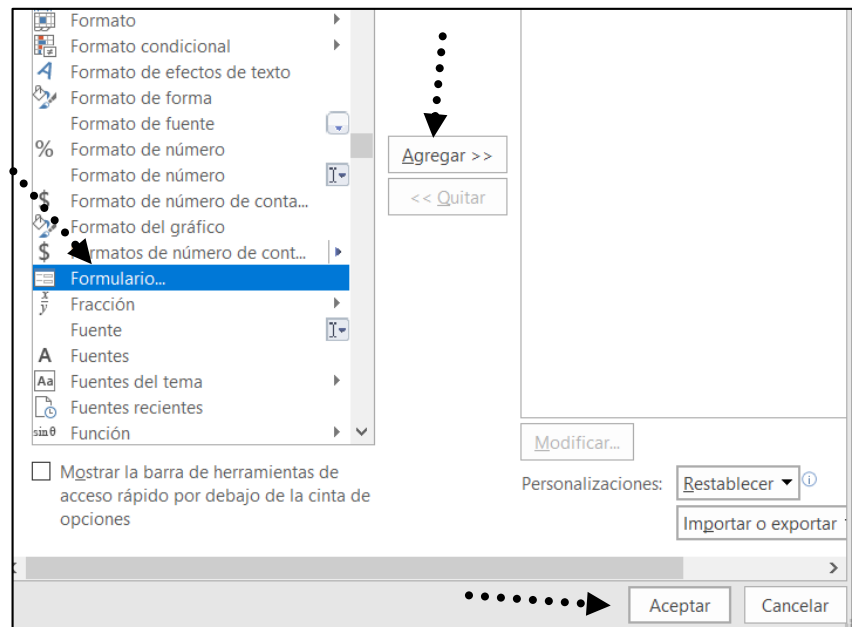 Formato
Formato condicional
A Formato de efectos de texto
Formato de forma
Formato de fuente
% Formato de número
Formato de número
$ Formato de número de conta...
Formato del gráfico
$ Formatos de número de cont...
Formulario...
x/y Fracción
Fuente
A Fuentes
Aa Fuentes del tema
Fuentes recientes
sin θ Función
Agregar >>
<< Quitar
Modificar...
Mostrar la barra de herramientas de
acceso rápido por debajo de la cinta de
opciones
Personalizaciones: Restablecer
Importar o exportar
Aceptar Cancelar